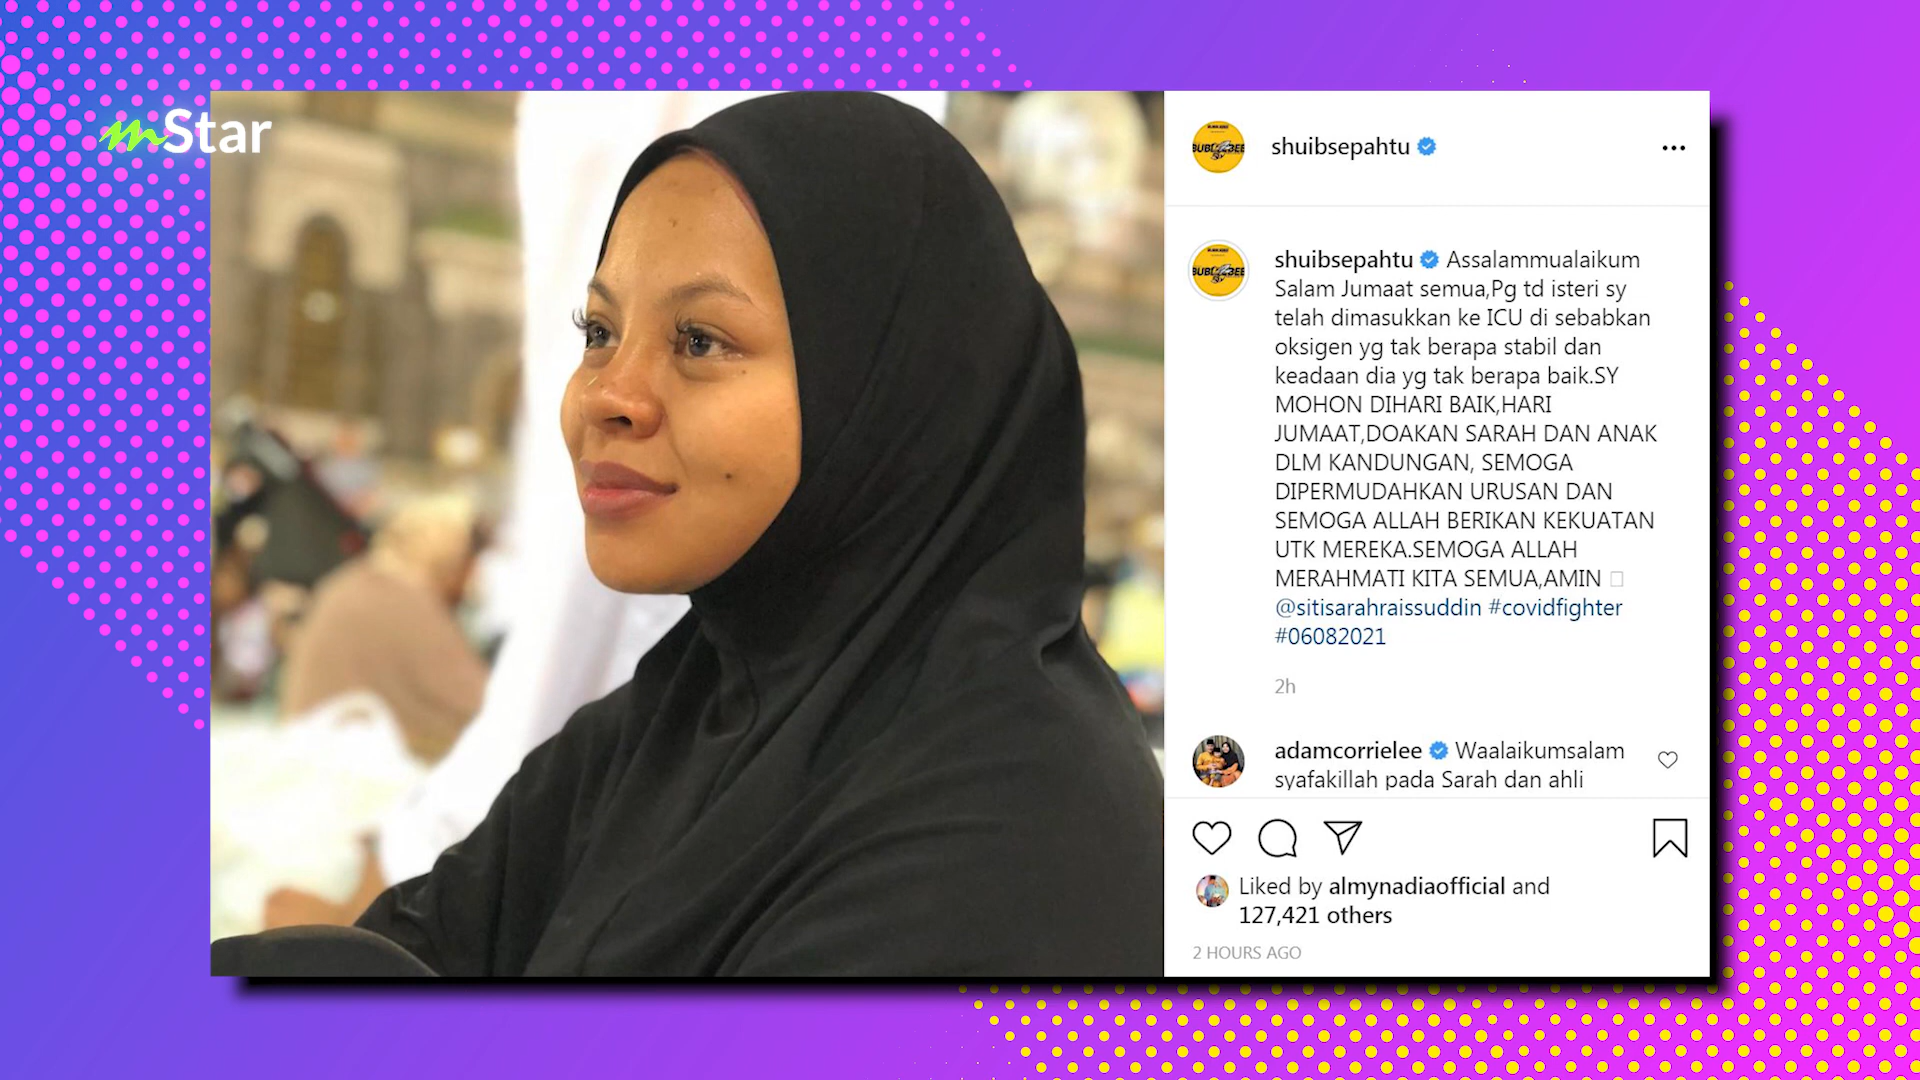 mStar
shuibsepahtu
shuibsepahtu Assalammualaikum
Salam Jumaat semua,Pg td isteri sy
telah dimasukkan ke ICU di sebabkan
oksigen yg tak berapa stabil dan
keadaan dia yg tak berapa baik.SY
MOHON DIHARI BAIK,HARI
JUMAAT,DOAKAN SARAH DAN ANAK
DLM KANDUNGAN, SEMOGA
DIPERMUDAHKAN URUSAN DAN
SEMOGA ALLAH BERIKAN KEKUATAN
UTK MEREKA.SEMOGA ALLAH
MERAHMATI KITA SEMUA,AMIN
@sitisarahraissuddin #covidfighter
#06082021
2h
adamcorrielee Waalaikumsalam
syafakillah pada Sarah dan ahli
Liked by almynadiaofficial and
127,421 others
2 HOURS AGO